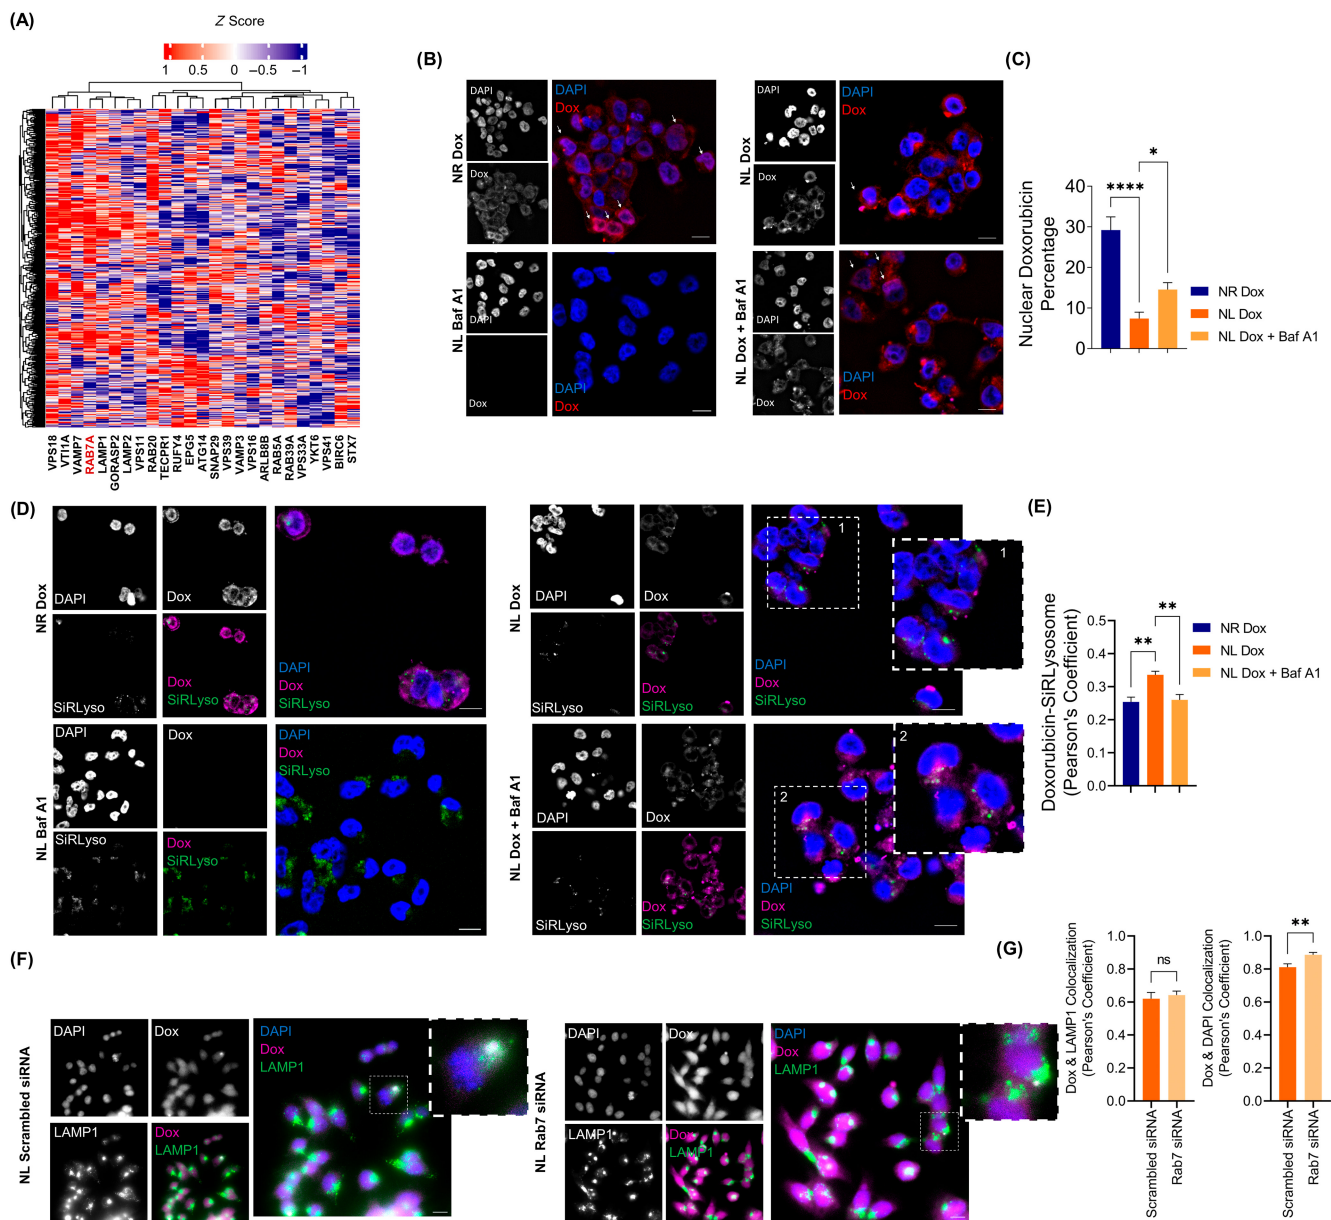 (A)
Z Score
1 0.5 0 −0.5 −1
VPS18
VTI1A
VAMP7
RAB7A
LAMP1
GORASP2
LAMP2
VPS11
RAB20
TECPR1
RUFY4
EPG5
ATG14
SNAP29
VPS39
VAMP3
VPS16
ARLB8B
RAB5A
RAB39A
VPS33A
YKT6
VPS41
BIRC6
STX7
(B)
NR Dox
DAPI
Dox
DAPI
Dox
NL Dox
DAPI
Dox
DAPI
Dox
NL Baf A1
DAPI
Dox
DAPI
Dox
NL Dox + Baf A1
DAPI
Dox
DAPI
Dox
(C)
Nuclear Doxorubicin
Percentage
40
30
20
10
0
****
*
NR Dox
NL Dox
NL Dox + Baf A1
(D)
NR Dox
DAPI
Dox
SiRLyso
Dox
SiRLyso
DAPI
Dox
SiRLyso
NL Dox
DAPI
Dox
SiRLyso
Dox
SiRLyso
DAPI
Dox
SiRLyso
1
1
NL Baf A1
DAPI
Dox
SiRLyso
Dox
SiRLyso
DAPI
Dox
SiRLyso
NL Dox + Baf A1
DAPI
Dox
SiRLyso
Dox
SiRLyso
DAPI
Dox
SiRLyso
2
2
(E)
Doxorubicin-SiRLysosome
(Pearson's Coefficient)
0.5
0.4
0.3
0.2
0.1
0.0
**
**
NR Dox
NL Dox
NL Dox + Baf A1
(F)
NL Scrambled siRNA
DAPI
Dox
LAMP1
Dox
LAMP1
DAPI
Dox
LAMP1
NL Rab7 siRNA
DAPI
Dox
LAMP1
Dox
LAMP1
DAPI
Dox
LAMP1
(G)
Dox & LAMP1 Colocalization
(Pearson's Coefficient)
1.0
0.8
0.6
0.4
0.2
0.0
ns
Scrambled siRNA
Rab7 siRNA
Dox & DAPI Colocalization
(Pearson's Coefficient)
1.0
0.8
0.6
0.4
0.2
0.0
**
Scrambled siRNA
Rab7 siRNA